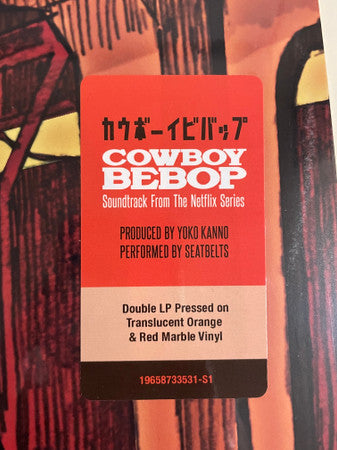 カウボーイビバップ
COWBOY
BEBOP
Soundtrack From The Netflix Series
PRODUCED BY YOKO KANNO
PERFORMED BY SEATBELTS
Double LP Pressed on
Translucent Orange
& Red Marble Vinyl
19658733531-S1